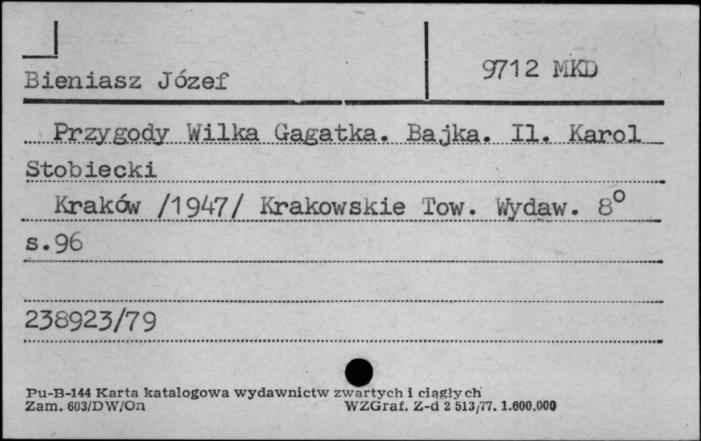 9712 MKD
Bieniasz Józef
Przygody Wilka Gagatka. Bajka. Il. Karol
Stobiecki
Kraków /1947/ Krakowskie Tow. Wydaw. 8°
s.96
238923/79
Pu-B-144 Karta katalogowa wydawnictw zwartych i ciągłych
Zam. 603/DW/On WZGraf. Z-d 2 513/77. 1.600.000